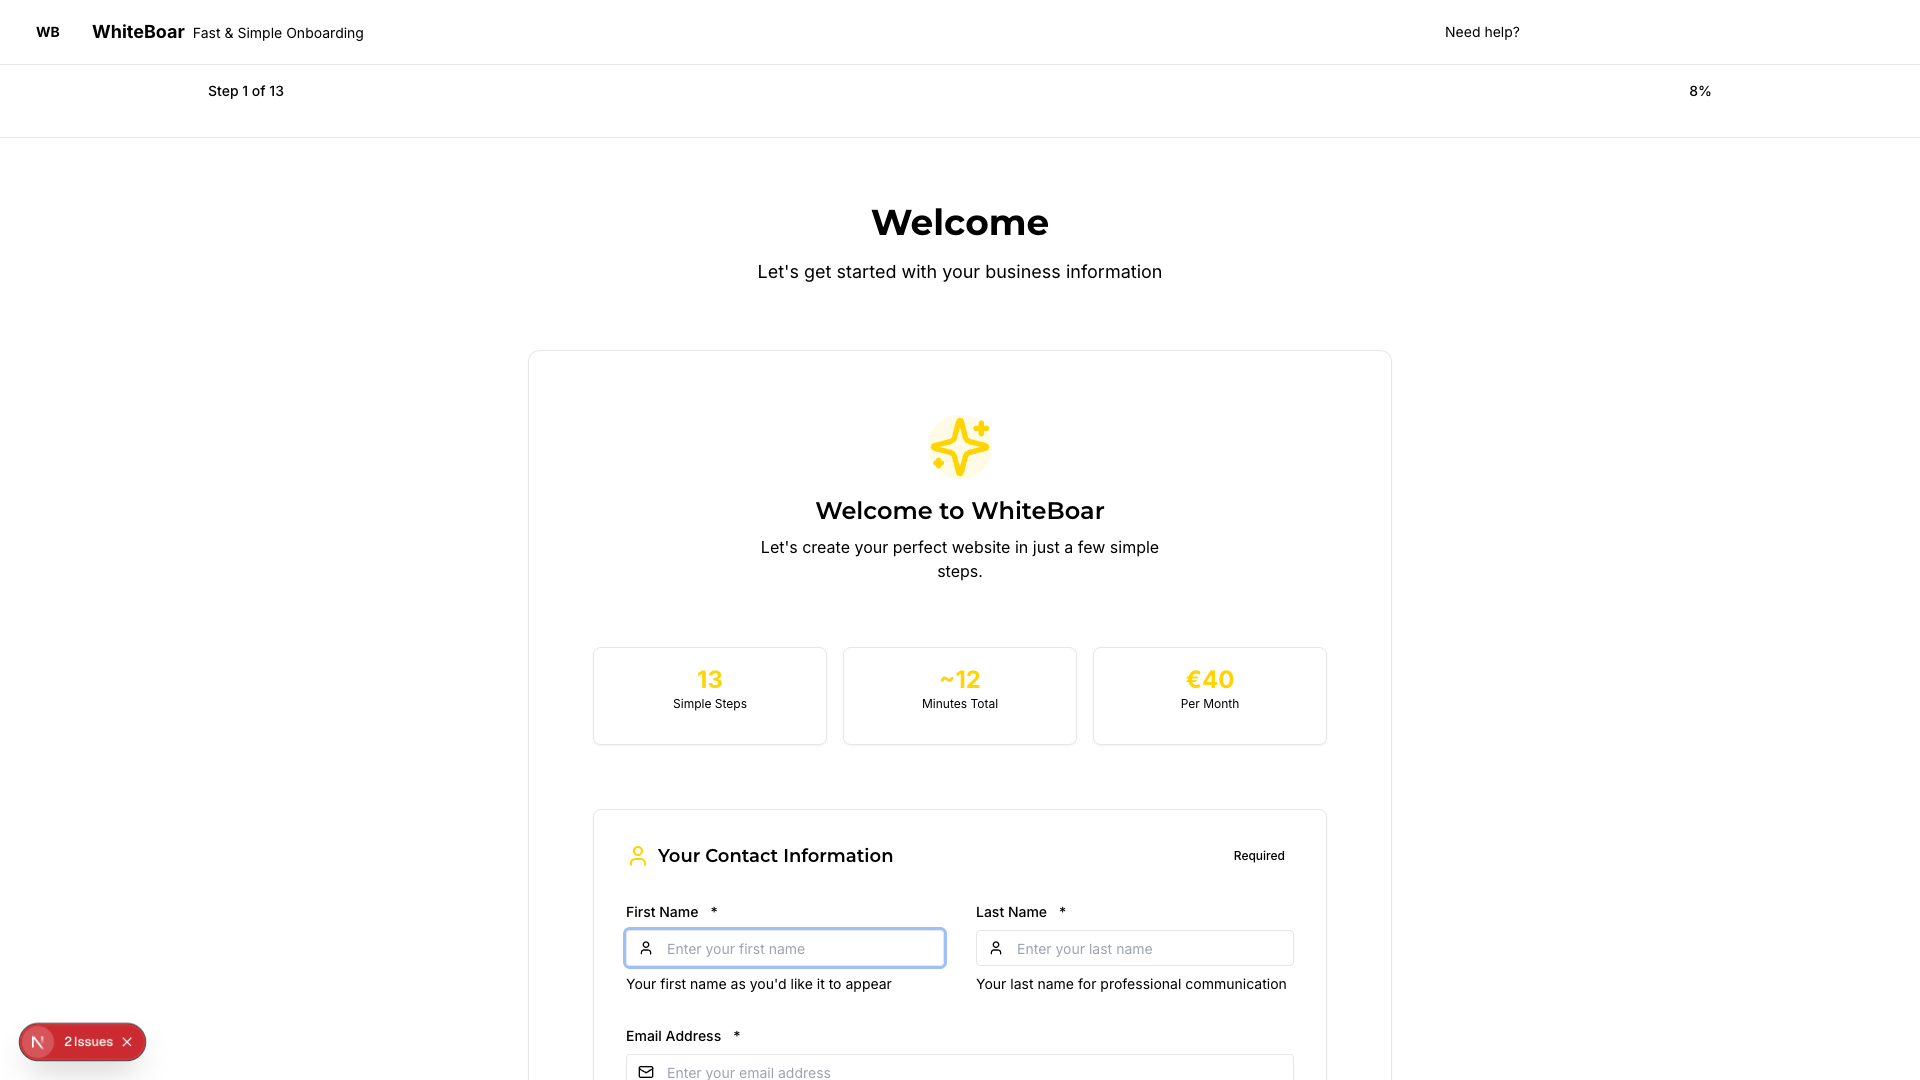 WB
WhiteBoar Fast & Simple Onboarding
Need help?
Step 1 of 13
8%
Welcome
Let's get started with your business information
Welcome to WhiteBoar
Let's create your perfect website in just a few simple
steps.
13
Simple Steps
~12
Minutes Total
€40
Per Month
Your Contact Information
Required
First Name *
Enter your first name
Your first name as you'd like it to appear
Last Name *
Enter your last name
Your last name for professional communication
Email Address *
Enter your email address
N 2 Issues